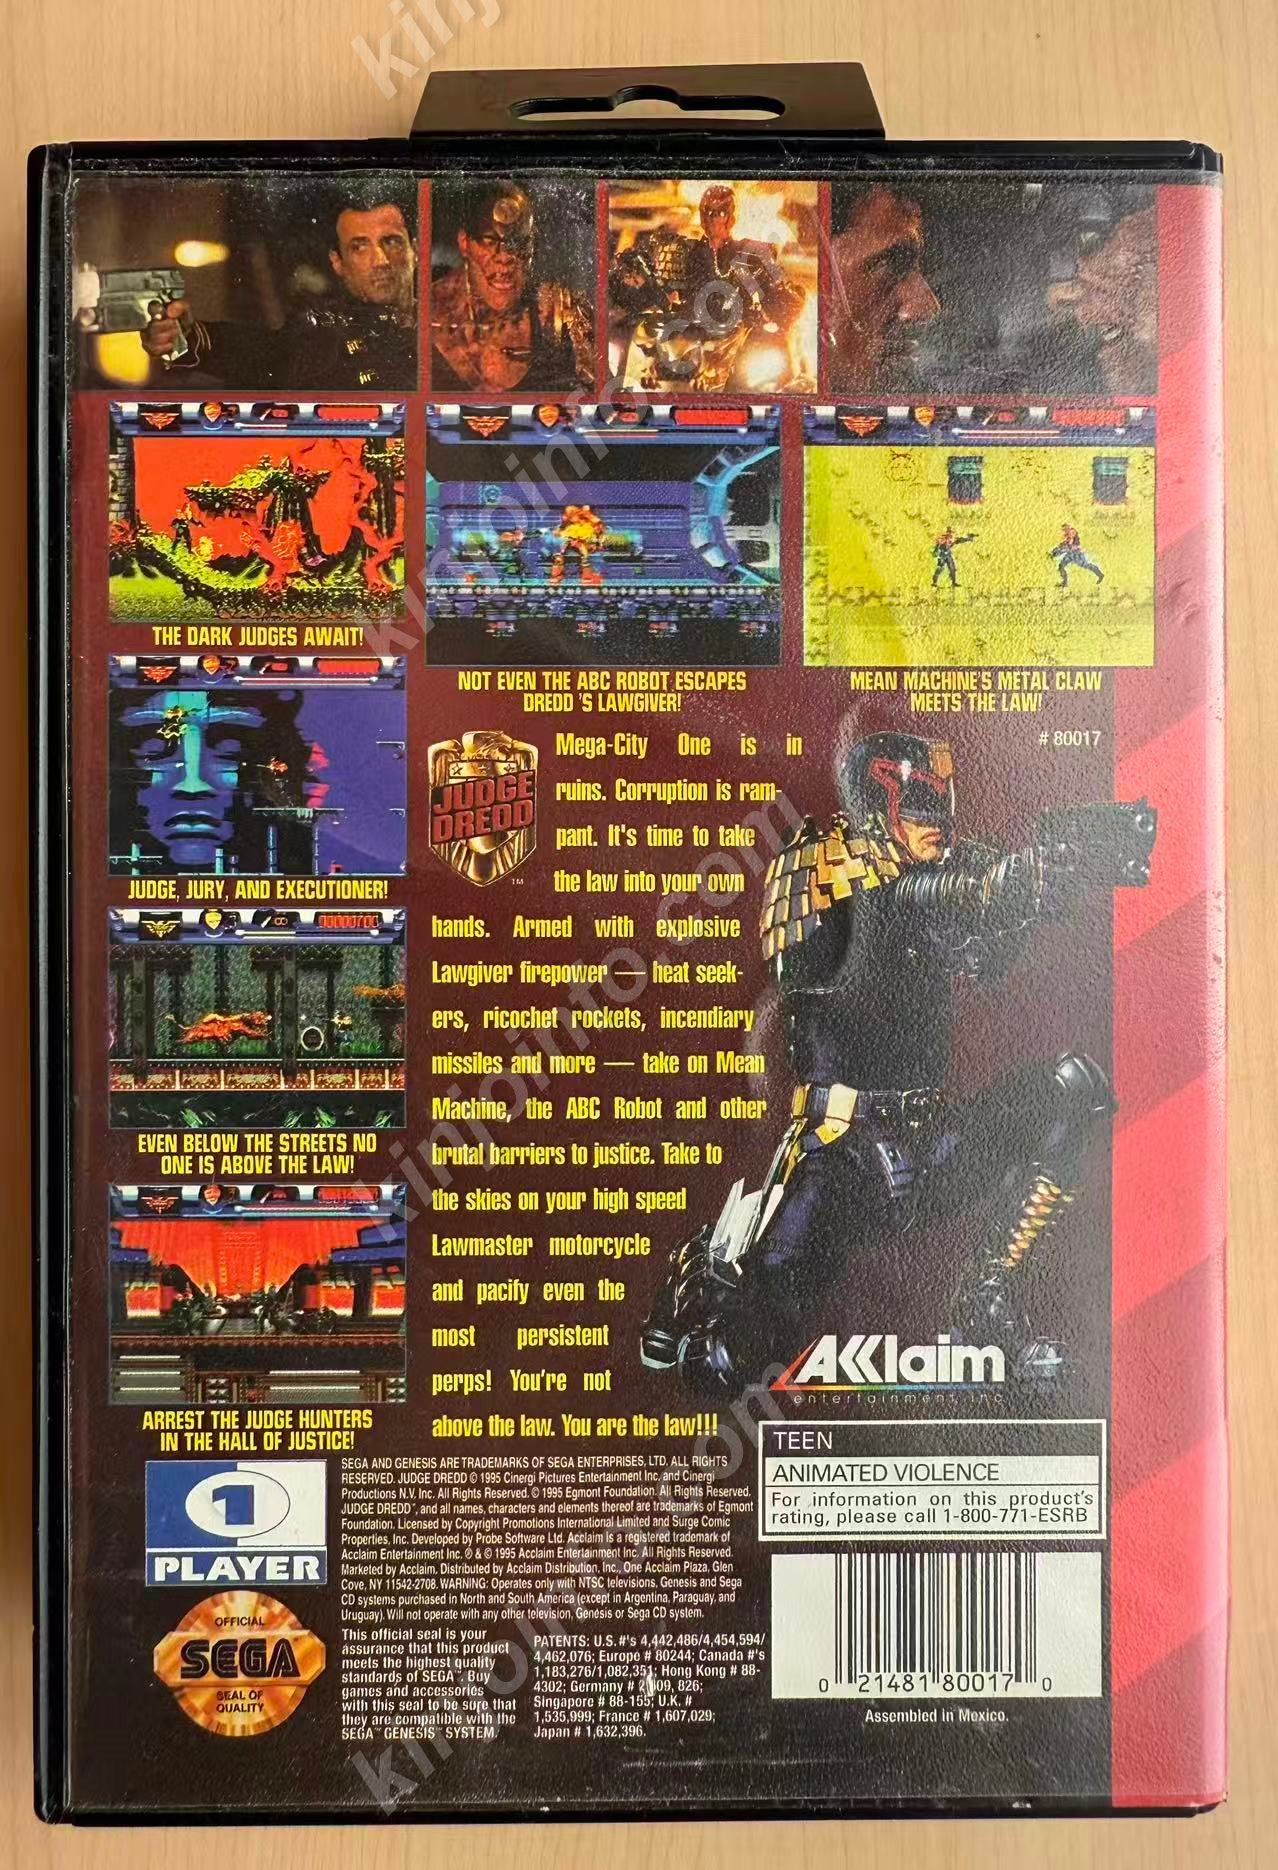 THE DARK JUDGES AWAIT!
NOT EVEN THE ABC ROBOT ESCAPES
DREDD 'S LAWGIVER!
MEAN MACHINE'S METAL CLAW
MEETS THE LAW!
# 80017
JUDGE, JURY, AND EXECUTIONER!
EVEN BELOW THE STREETS NO
ONE IS ABOVE THE LAW!
ARREST THE JUDGE HUNTERS
IN THE HALL OF JUSTICE!
JUDGE
DREDD
TM
Mega-City One is in
ruins. Corruption is ram-
pant. It's time to take
the law into your own
hands. Armed with explosive
Lawgiver firepower — heat seek-
ers, ricochet rockets, incendiary
missiles and more — take on Mean
Machine, the ABC Robot and other
brutal barriers to justice. Take to
the skies on your high speed
Lawmaster motorcycle
and pacify even the
most persistent
perps! You're not
above the law. You are the law!!!
AKKlaim
entertainment, inc.
1
PLAYER
OFFICIAL
SEGA
SEAL OF
QUALITY
SEGA AND GENESIS ARE TRADEMARKS OF SEGA ENTERPRISES, LTD. ALL RIGHTS
RESERVED. JUDGE DREDD © 1995 Cinergi Pictures Entertainment Inc. and Cinergi
Productions N.V. Inc. All Rights Reserved. © 1995 Egmont Foundation. All Rights Reserved.
JUDGE DREDD™, and all names, characters and elements thereof are trademarks of Egmont
Foundation. Licensed by Copyright Promotions International Limited and Surge Comic
Properties, Inc. Developed by Probe Software Ltd. Acclaim is a registered trademark of
Acclaim Entertainment Inc. ® & © 1995 Acclaim Entertainment Inc. All Rights Reserved.
Marketed by Acclaim. Distributed by Acclaim Distribution, Inc., One Acclaim Plaza, Glen
Cove, NY 11542-2708. WARNING: Operates only with NTSC televisions, Genesis and Sega
CD systems purchased in North and South America (except in Argentina, Paraguay, and
Uruguay). Will not operate with any other television, Genesis or Sega CD system.
This official seal is your
assurance that this product
meets the highest quality
standards of SEGA™. Buy
games and accessories
with this seal to be sure that
they are compatible with the
SEGA™ GENESIS™ SYSTEM.
PATENTS: U.S. #'s 4,442,486/4,454,594/
4,462,076; Europe # 80244; Canada #'s
1,183,276/1,082,351; Hong Kong # 88-
4302; Germany # 2,609, 826;
Singapore # 88-155; U.K. #
1,535,999; France # 1,607,029;
Japan # 1,632,396.
TEEN
ANIMATED VIOLENCE
For information on this product's
rating, please call 1-800-771-ESRB
0 21481 80017 0
Assembled in Mexico.
kinjoinfo.com
kinjoinfo.com
kinjoinfo.com